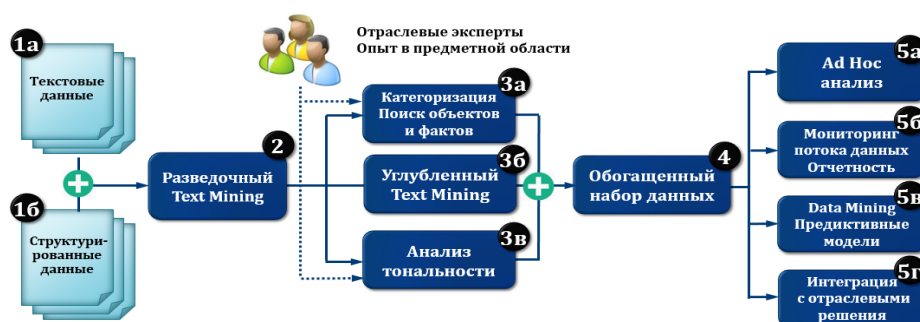 1а
Текстовые
данные
1б
Структури-
рованные
данные
2
Разведочный
Text Mining
Отраслевые эксперты
Опыт в предметной области
3а
Категоризация
Поиск объектов
и фактов
3б
Углубленный
Text Mining
3в
Анализ
тональности
4
Обогащенный
набор данных
5а
Ad Hoc
анализ
5б
Мониторинг
потока данных
Отчетность
5в
Data Mining
Предиктивные
модели
5г
Интеграция
с отраслевыми
решения